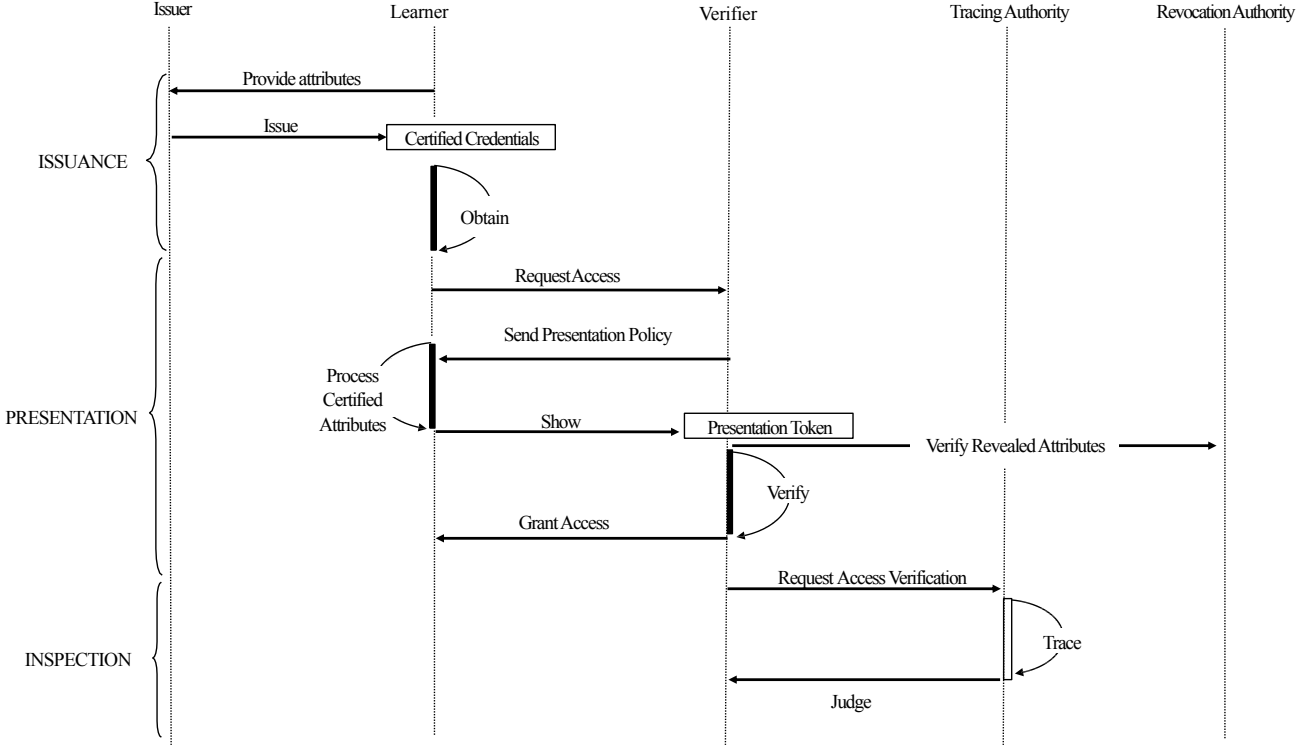 Issuer
Learner
Verifier
Tracing Authority
Revocation Authority
Provide attributes
Issue
Certified Credentials
ISSUANCE
Obtain
Request Access
Send Presentation Policy
Process
Certified
Attributes
PRESENTATION
Show
Presentation Token
Verify Revealed Attributes
Verify
Grant Access
Request Access Verification
Trace
INSPECTION
Judge